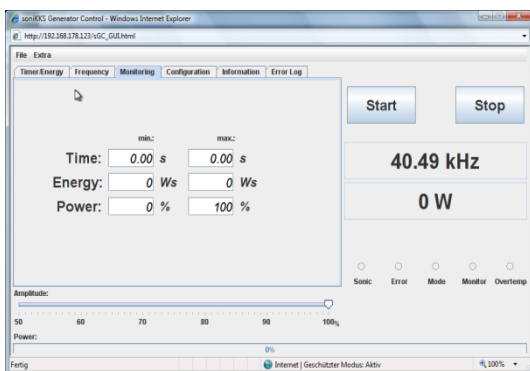 soniKKS Generator Control - Windows Internet Explorer
http://192.168.178.123/sGC_GUI.html
File Extra
Timer/Energy Frequency Monitoring Configuration Information Error Log
Start Stop
min.: max.:
Time: 0.00 s 0.00 s
Energy: 0 Ws 0 Ws
Power: 0 % 100 %
40.49 kHz
0 W
Sonic Error Mode Monitor Overtemp
Amplitude:
50 60 70 80 90 100%
Power:
0%
Fertig Internet | Geschützter Modus: Aktiv 100%